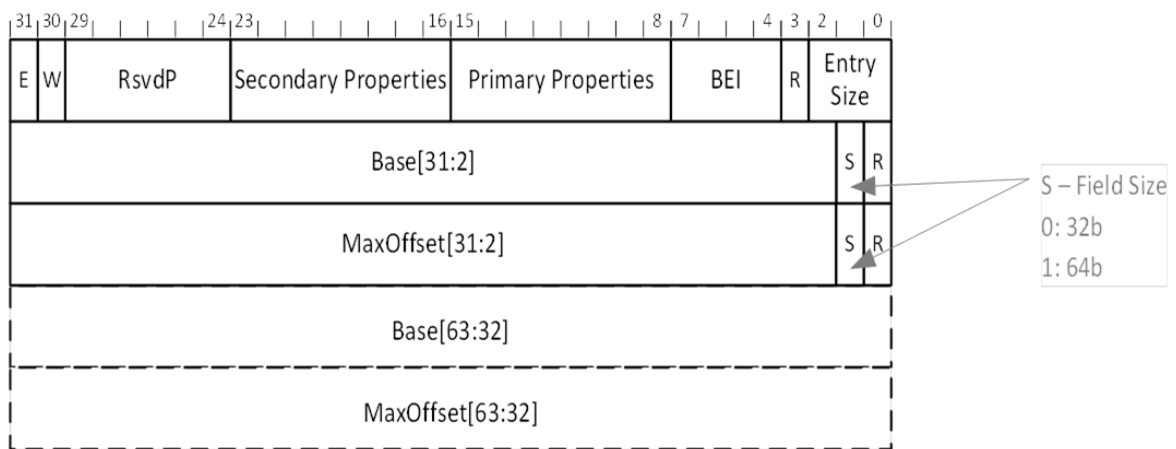 31 30 29 24 23 16 15 8 7 4 3 2 0
E W RsvdP Secondary Properties Primary Properties BEI R Entry Size
Base[31:2] S R
MaxOffset[31:2] S R
Base[63:32]
MaxOffset[63:32]
S – Field Size
0: 32b
1: 64b